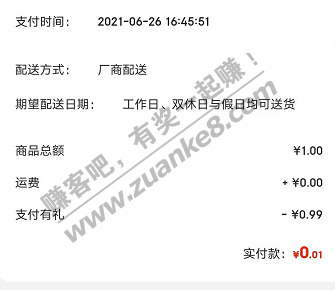 支付时间： 2021-06-26 16:45:51
配送方式： 厂商配送
期望配送日期： 工作日、双休日与假日均可送货
商品总额 ¥1.00
运费 + ¥0.00
支付有礼 - ¥0.99
实付款: ¥0.01
赚客吧，有奖一起赚！
www.zuanke8.com